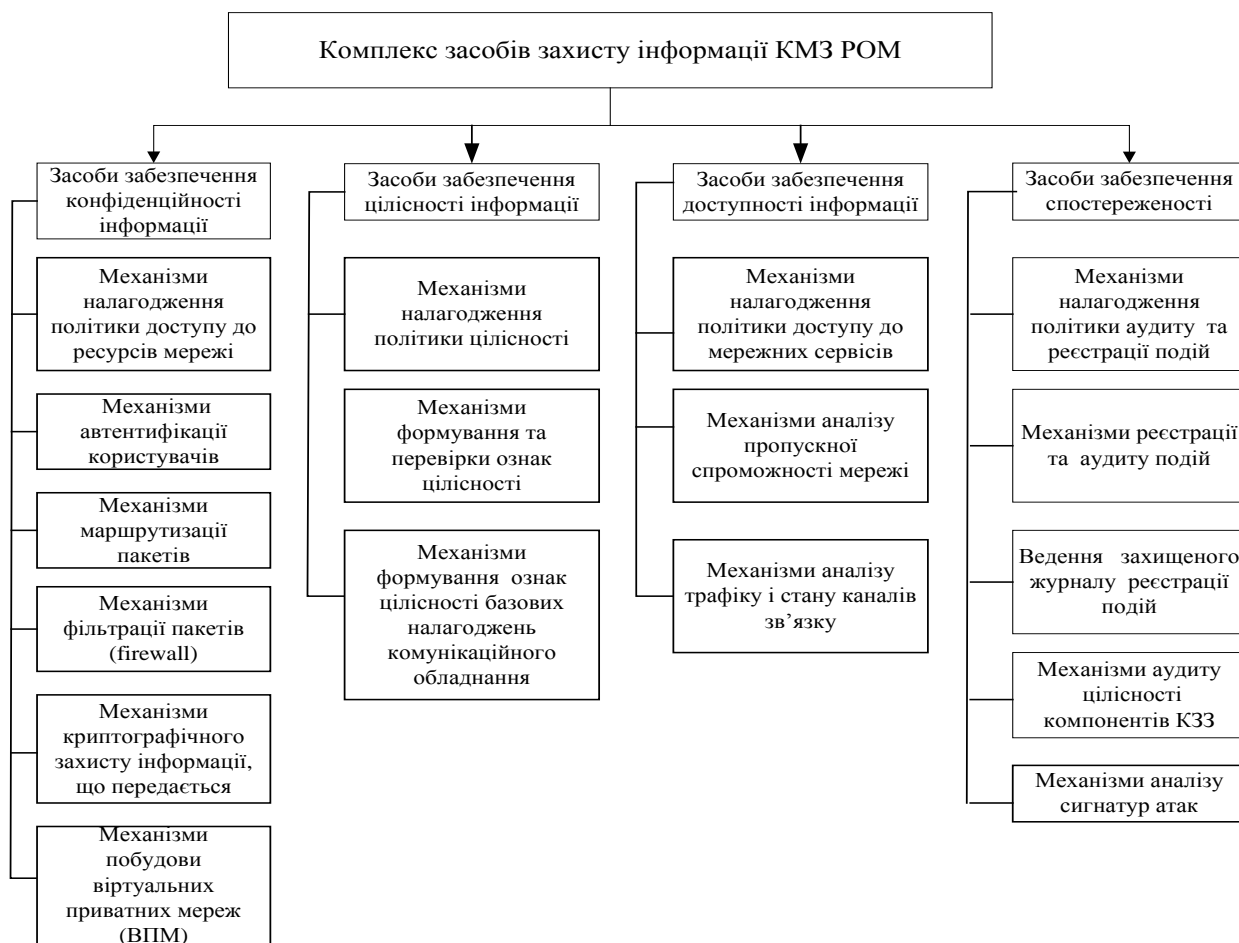 Комплекс засобів захисту інформації КМЗ РОМ
Засоби забезпечення
конфіденційності
інформації
Механізми
налагодження
політики доступу до
ресурсів мережі
Механізми
автентифікації
користувачів
Механізми
маршрутизації
пакетів
Механізми
фільтрації пакетів
(firewall)
Механізми
криптографічного
захисту інформації,
що передається
Механізми
побудови
віртуальних
приватних мереж
(ВПМ)
Засоби забезпечення
цілісності інформації
Механізми
налагодження
політики цілісності
Механізми
формування та
перевірки ознак
цілісності
Механізми
формування ознак
цілісності базових
налагоджень
комунікаційного
обладнання
Засоби забезпечення
доступності інформації
Механізми
налагодження
політики доступу до
мережних сервісів
Механізми аналізу
пропускної
спроможності мережі
Механізми аналізу
трафіку і стану каналів
зв’язку
Засоби забезпечення
спостереженості
Механізми
налагодження
політики аудиту та
реєстрації подій
Механізми реєстрації
та аудиту подій
Ведення захищеного
журналу реєстрації
подій
Механізми аудиту
цілісності
компонентів КЗЗ
Механізми аналізу
сигнатур атак